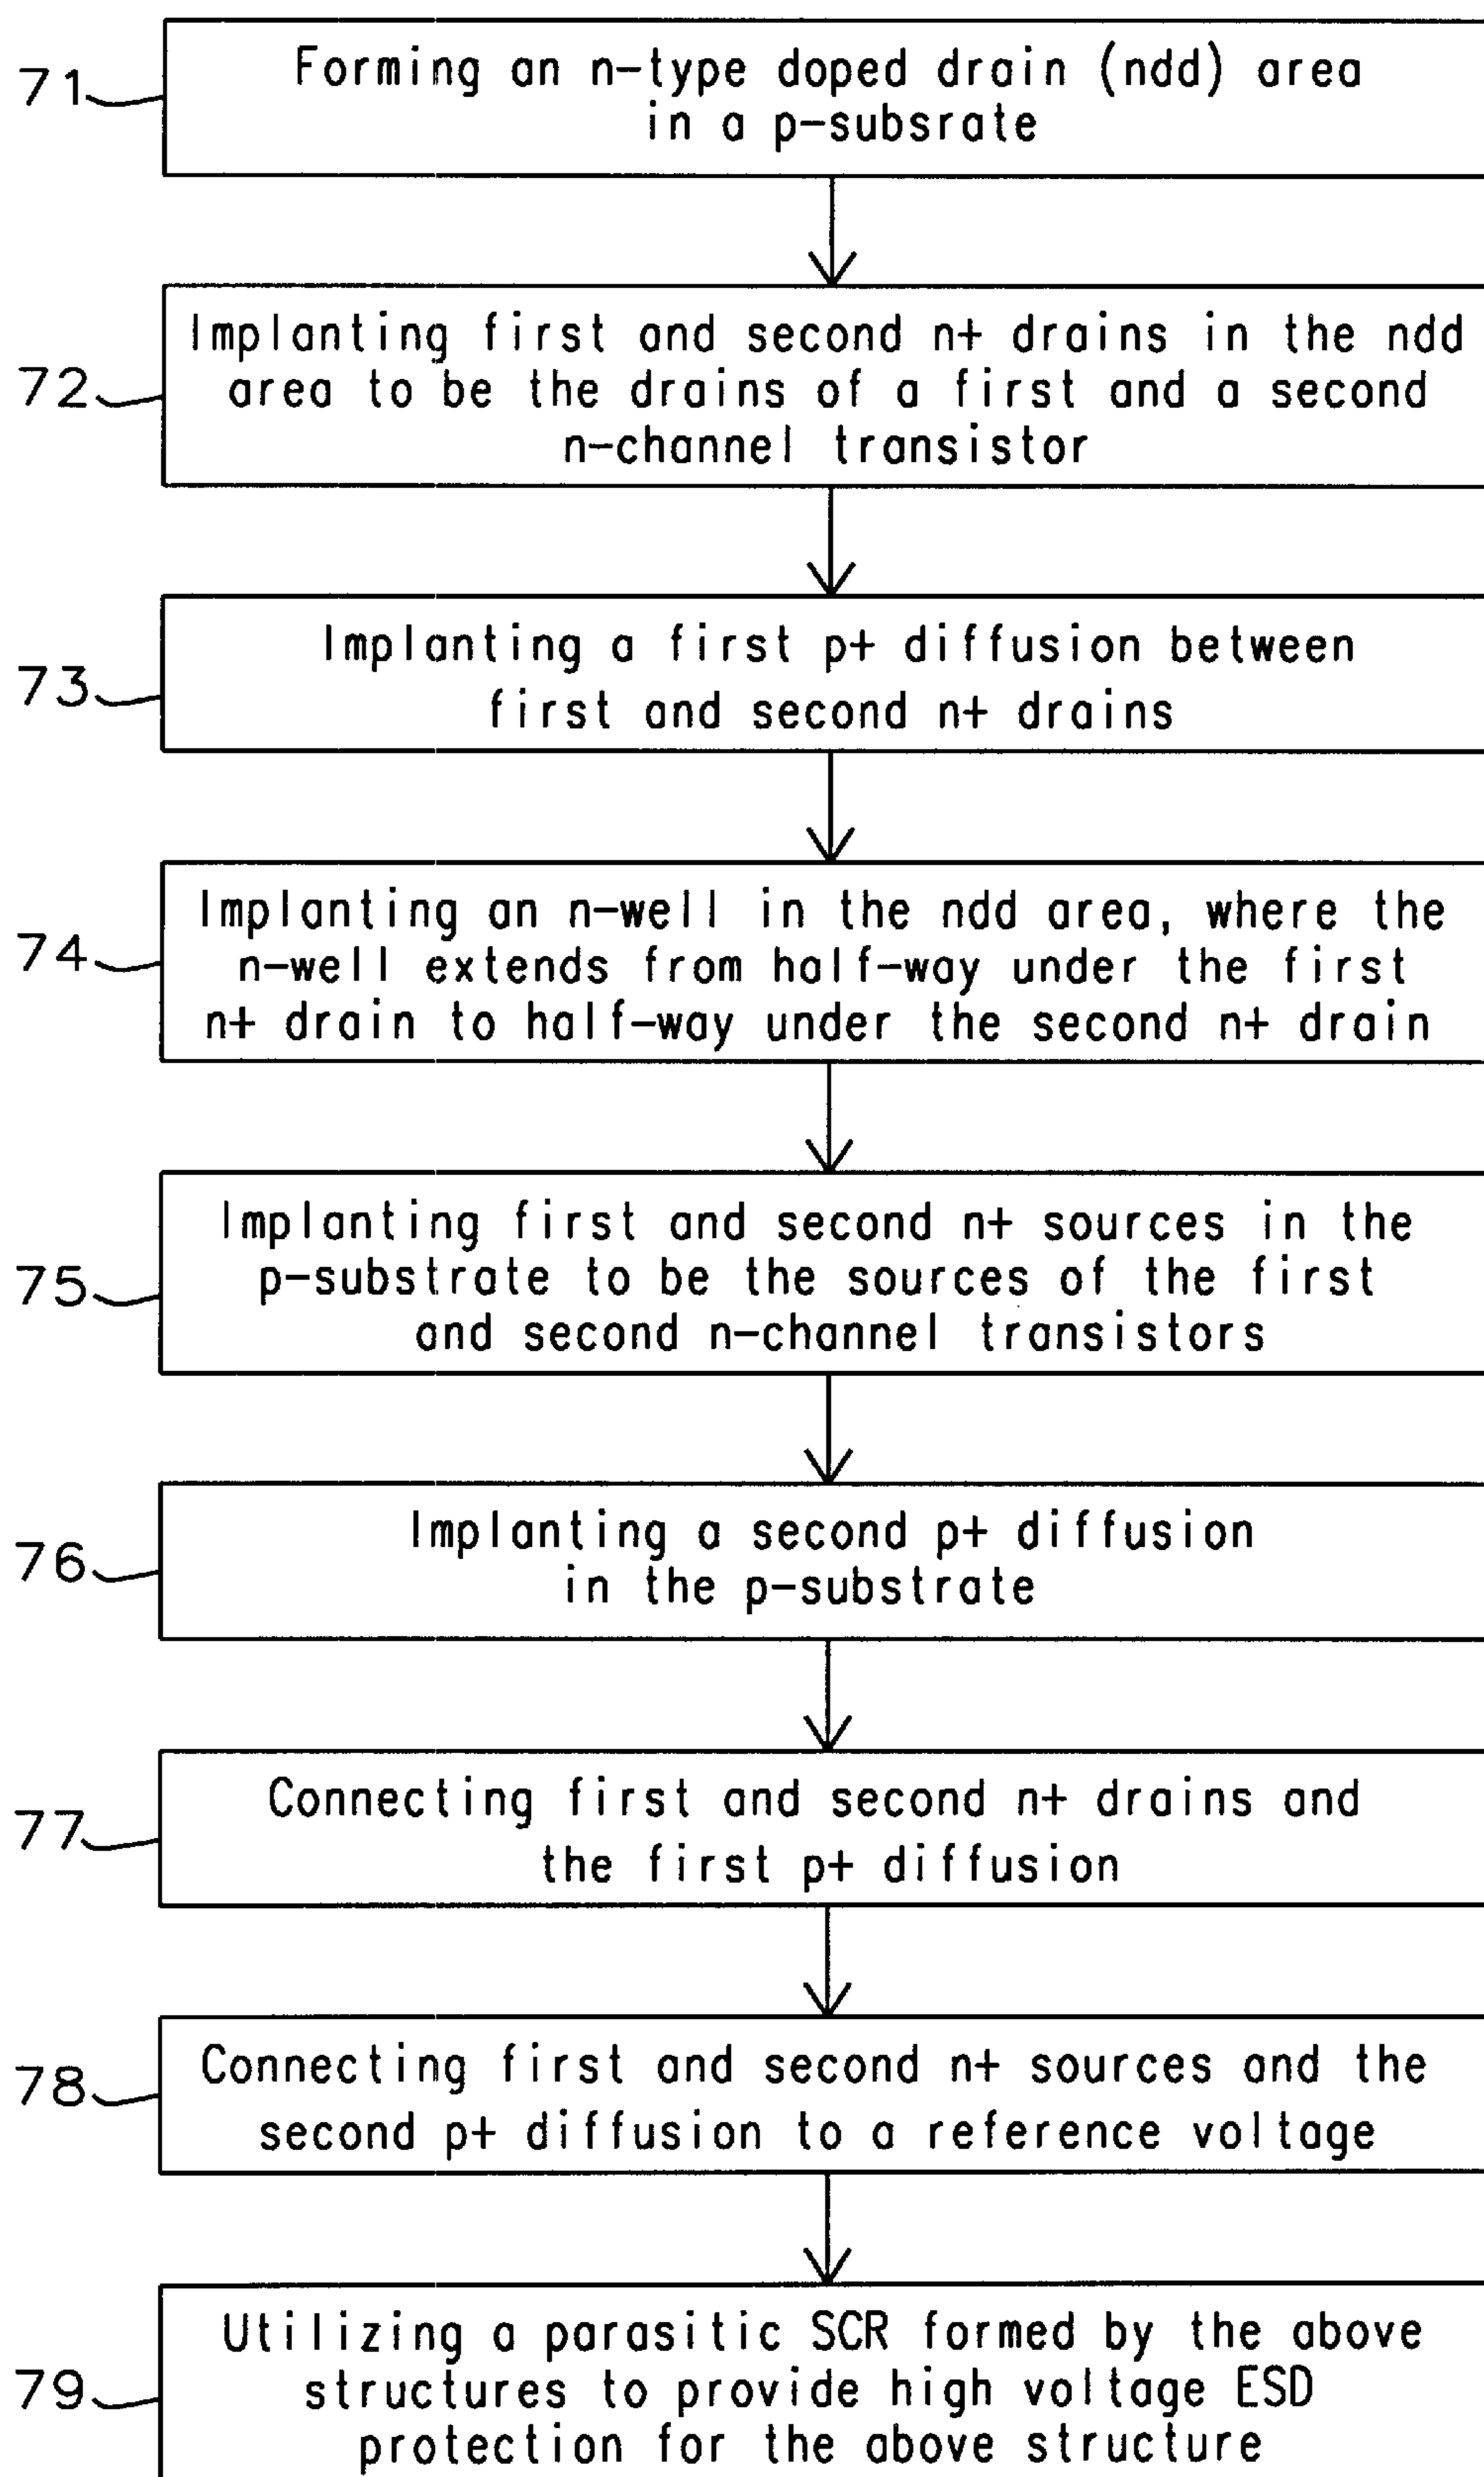 71
Forming an n-type doped drain (ndd) area
in a p-subsrate
72
Implanting first and second n+ drains in the ndd
area to be the drains of a first and a second
n-channel transistor
73
Implanting a first p+ diffusion between
first and second n+ drains
74
Implanting an n-well in the ndd area, where the
n-well extends from half-way under the first
n+ drain to half-way under the second n+ drain
75
Implanting first and second n+ sources in the
p-substrate to be the sources of the first
and second n-channel transistors
76
Implanting a second p+ diffusion
in the p-substrate
77
Connecting first and second n+ drains and
the first p+ diffusion
78
Connecting first and second n+ sources and the
second p+ diffusion to a reference voltage
79
Utilizing a parasitic SCR formed by the above
structures to provide high voltage ESD
protection for the above structure